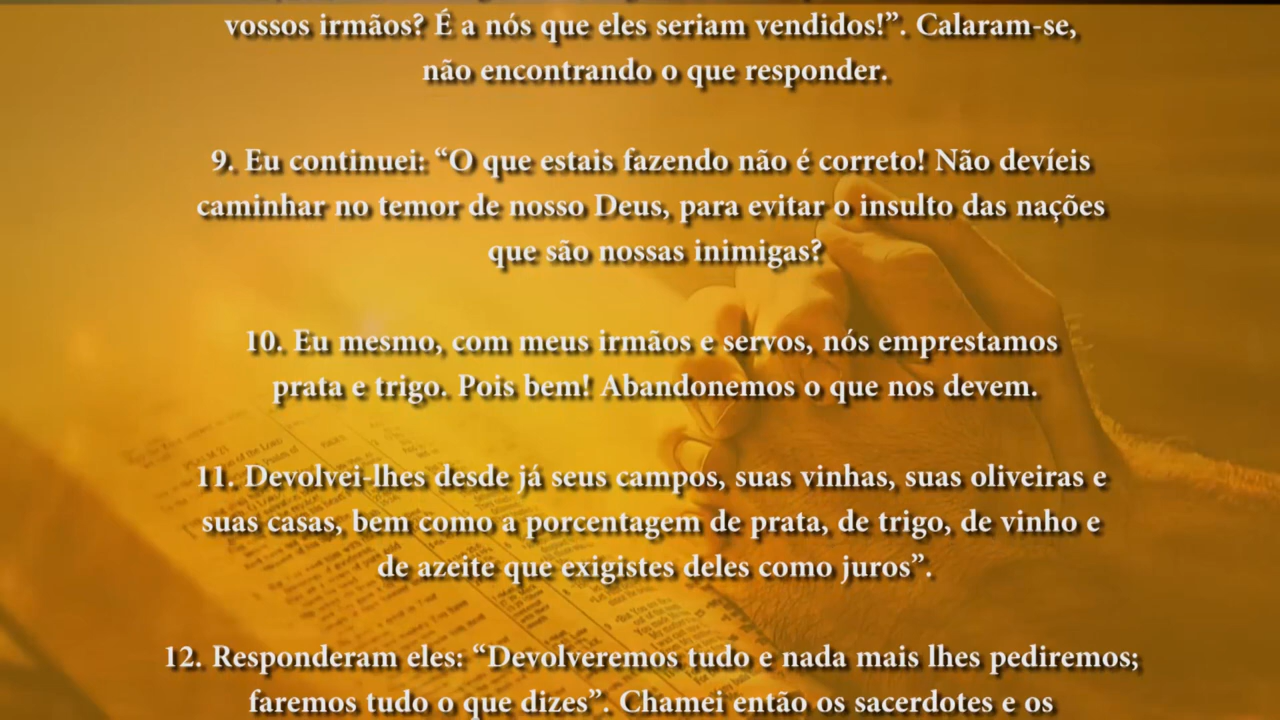 vossos irmãos? É a nós que eles seriam vendidos!”. Calaram-se,
não encontrando o que responder.
9. Eu continuei: “O que estais fazendo não é correto! Não devíeis
caminhar no temor de nosso Deus, para evitar o insulto das nações
que são nossas inimigas?
10. Eu mesmo, com meus irmãos e servos, nós emprestamos
prata e trigo. Pois bem! Abandonemos o que nos devem.
11. Devolvei-lhes desde já seus campos, suas vinhas, suas oliveiras e
suas casas, bem como a porcentagem de prata, de trigo, de vinho e
de azeite que exigistes deles como juros”.
12. Responderam eles: “Devolveremos tudo e nada mais lhes pediremos;
faremos tudo o que dizes”. Chamei então os sacerdotes e os